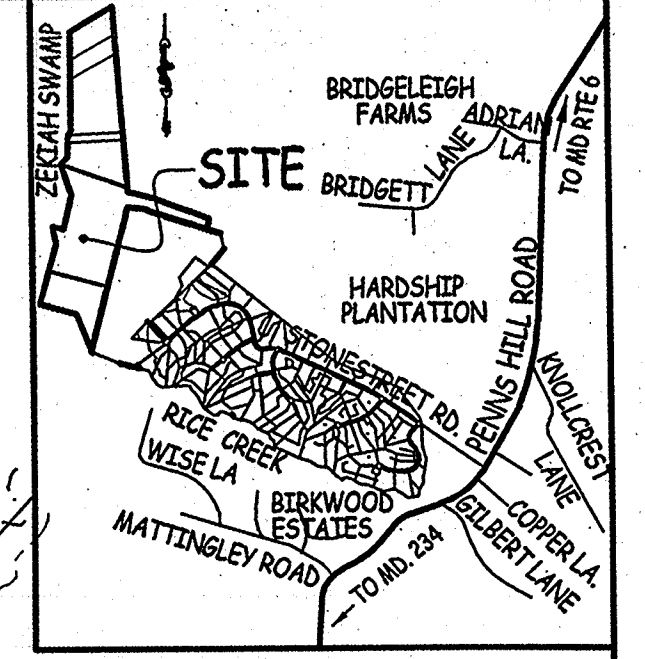 ZEKIAH SWAMP
BRIDGELEIGH
FARMS
ADRIAN
LA.
TO MD RTE 6
SITE
BRIDGETT
LANE
HARDSHIP
PLANTATION
PENNS HILL ROAD
STONESTREET RD.
KNOLLCREST
LANE
RICE CREEK
WISE LA
BIRKWOOD
ESTATES
MATTINGLEY ROAD
TO MD. 234
COPPER LA.
GILBERT LANE